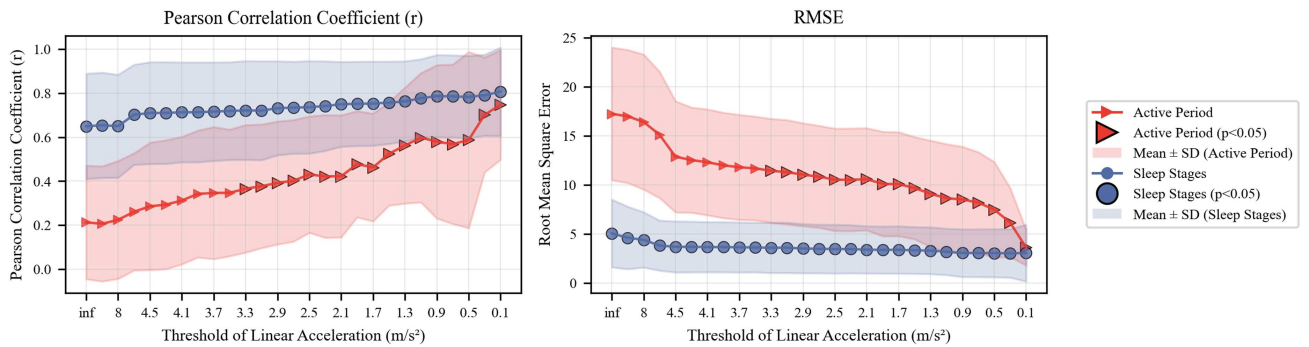 Pearson Correlation Coefficient (r)
Pearson Correlation Coefficient (r)
1.0
0.8
0.6
0.4
0.2
0.0
inf 8 4.5 4.1 3.7 3.3 2.9 2.5 2.1 1.7 1.3 0.9 0.5 0.1
Threshold of Linear Acceleration (m/s²)
RMSE
Root Mean Square Error
25
20
15
10
5
0
inf 8 4.5 4.1 3.7 3.3 2.9 2.5 2.1 1.7 1.3 0.9 0.5 0.1
Threshold of Linear Acceleration (m/s²)
Active Period
Active Period (p<0.05)
Mean ± SD (Active Period)
Sleep Stages
Sleep Stages (p<0.05)
Mean ± SD (Sleep Stages)